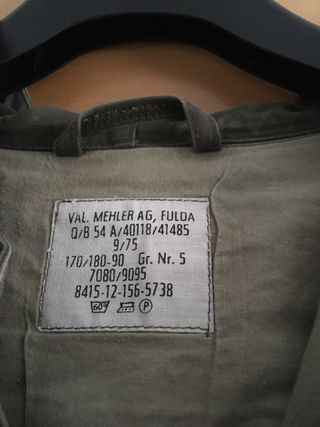 VAL. MEHLER AG, FULDA
Q/B 54 A/40118/41485
9/75
170/180-90 Gr. Nr. 5
7080/9095
8415-12-156-5738
60° P